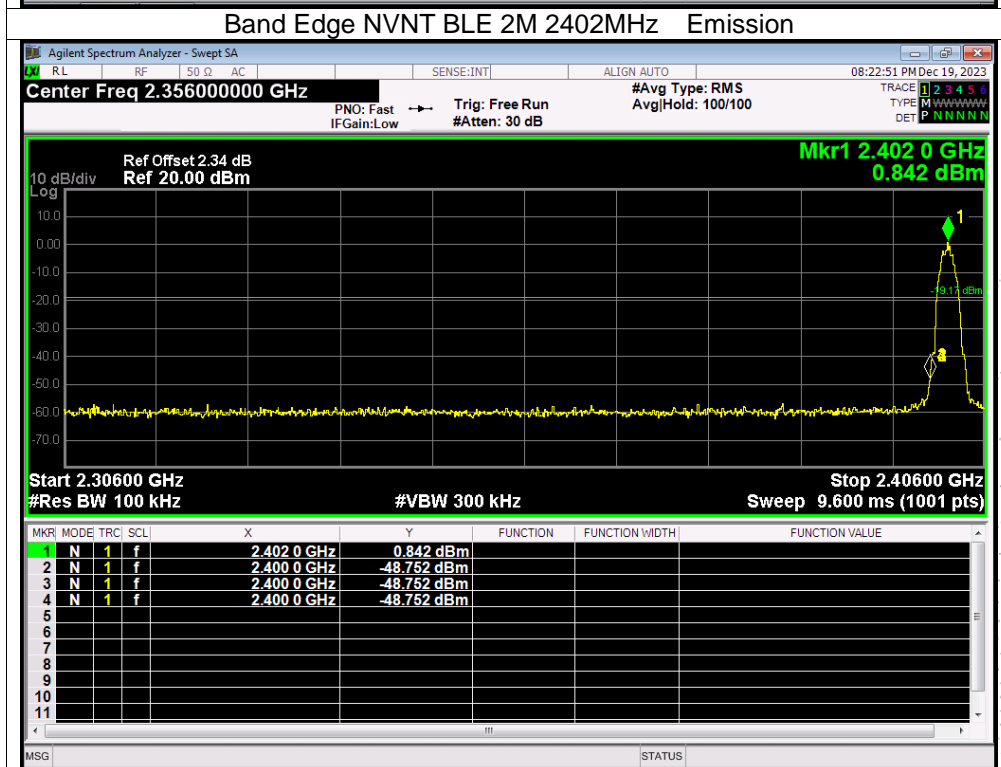 Band Edge NVNT BLE 2M 2402MHz Emission
Agilent Spectrum Analyzer - Swept SA
LXI RL RF 50 Ω AC SENSE:INT ALIGN AUTO 08:22:51 PM Dec 19, 2023
Center Freq 2.356000000 GHz #Avg Type: RMS TRACE 1 2 3 4 5 6
PNO: Fast Trig: Free Run Avg|Hold: 100/100 TYPE M WWWWW
IFGain:Low #Atten: 30 dB DET P N N N N N
Ref Offset 2.34 dB Mkr1 2.402 0 GHz
10 dB/div Ref 20.00 dBm 0.842 dBm
Log
10.0
1
0.00
-10.0
-19.17 dBm
-20.0
-30.0
-40.0
-50.0
-60.0
-70.0
Start 2.30600 GHz Stop 2.40600 GHz
#Res BW 100 kHz #VBW 300 kHz Sweep 9.600 ms (1001 pts)
MKR MODE TRC SCL X Y FUNCTION FUNCTION WIDTH FUNCTION VALUE
1 N 1 f 2.402 0 GHz 0.842 dBm
2 N 1 f 2.400 0 GHz -48.752 dBm
3 N 1 f 2.400 0 GHz -48.752 dBm
4 N 1 f 2.400 0 GHz -48.752 dBm
5
6
7
8
9
10
11
MSG STATUS